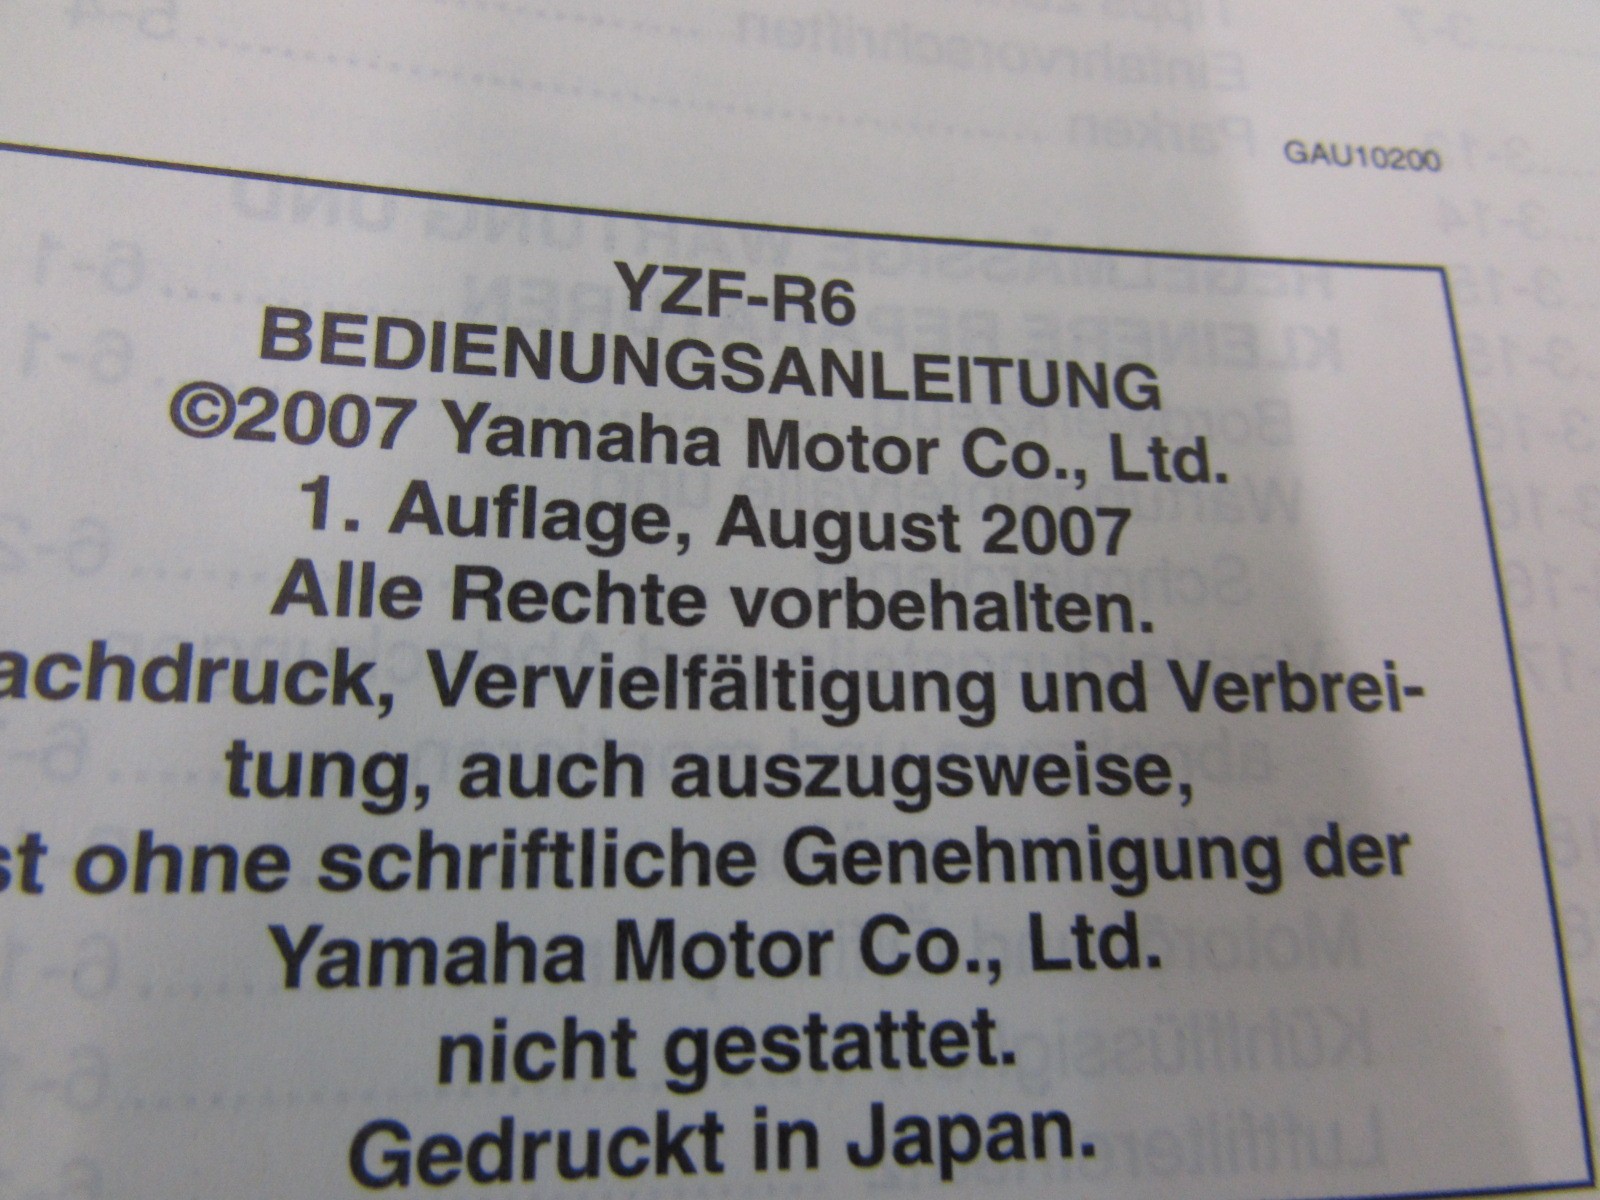 GAU10200
YZF-R6
BEDIENUNGSANLEITUNG
©2007 Yamaha Motor Co., Ltd.
1. Auflage, August 2007
Alle Rechte vorbehalten.
achdruck, Vervielfältigung und Verbrei-
tung, auch auszugsweise,
st ohne schriftliche Genehmigung der
Yamaha Motor Co., Ltd.
nicht gestattet.
Gedruckt in Japan.